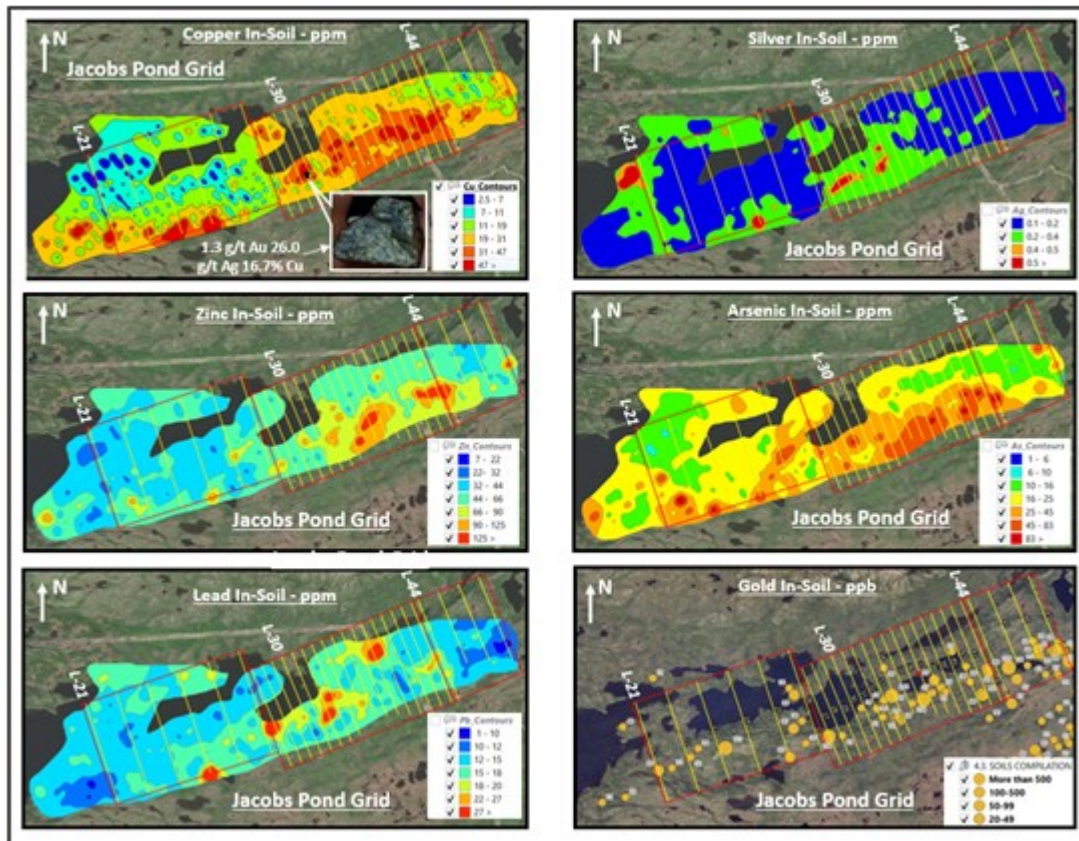 Copper In-Soil - ppm
N
Jacobs Pond Grid
L-21
L-30
L-44
1.3 g/t Au 26.0
g/t Ag 16.7% Cu
Cu_Contours
2.5 - 7
7 - 11
11 - 19
19 - 31
31 - 47
47 >
Silver In-Soil - ppm
N
L-21
L-30
L-44
Jacobs Pond Grid
Ag_Contours
0.1 - 0.2
0.2 - 0.4
0.4 - 0.5
0.5 >
Zinc In-Soil - ppm
N
L-21
L-30
L-44
Jacobs Pond Grid
Zn_Contours
7 - 22
22 - 32
32 - 44
44 - 66
66 - 90
90 - 125
125 >
Arsenic In-Soil - ppm
N
L-21
L-30
L-44
Jacobs Pond Grid
As_Contours
1 - 6
6 - 10
10 - 16
16 - 25
25 - 45
45 - 83
83 >
Lead In-Soil - ppm
N
L-21
L-30
L-44
Jacobs Pond Grid
Pb_Contours
1 - 10
10 - 12
12 - 15
15 - 18
18 - 20
22 - 27
27 >
Gold In-Soil - ppb
N
L-21
L-30
L-44
Jacobs Pond Grid
4.3. SOILS COMPILATION
More than 500
100-500
50-99
20-49